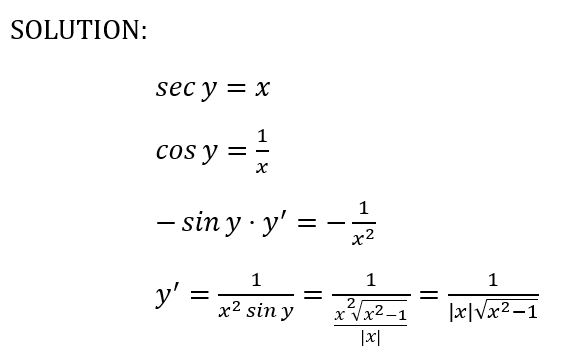 SOLUTION:
sec y = x
cos y = 1/x
− sin y · y′ = − 1/x²
y′ = 1/(x² sin y) = 1/((x²√(x²−1))/|x|) = 1/(|x|√(x²−1))